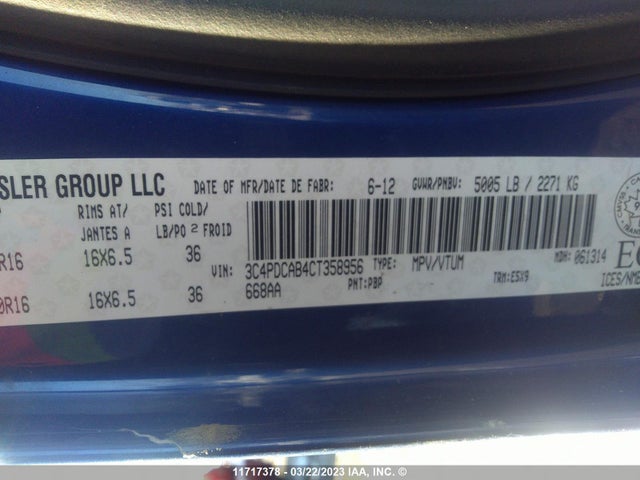 SLER GROUP LLC DATE OF MFR/DATE DE FABR: 6-12 GVWR/PNBV: 5005 LB / 2271 KG
RIMS AT/ PSI COLD/
JANTES A LB/PO 2 FROID
R16 16X6.5 36
VIN: 3C4PDCAB4CT358956 TYPE: MPV/VTUM MDH: 061314
0R16 16X6.5 36 668AA PNT: PBP TRM: E5X9 ICES/NMB
11717378 - 03/22/2023 IAA, INC. ©